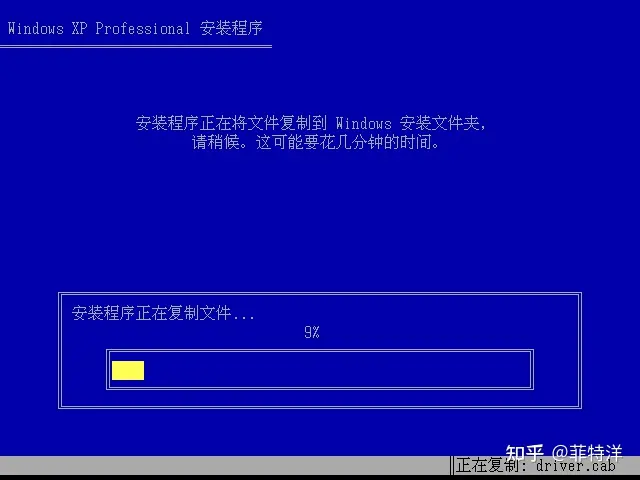 Windows XP Professional 安装程序
安装程序正在将文件复制到 Windows 安装文件夹，
请稍候。这可能要花几分钟的时间。
安装程序正在复制文件...
9%
知乎 @菲特洋
正在复制: driver.cab